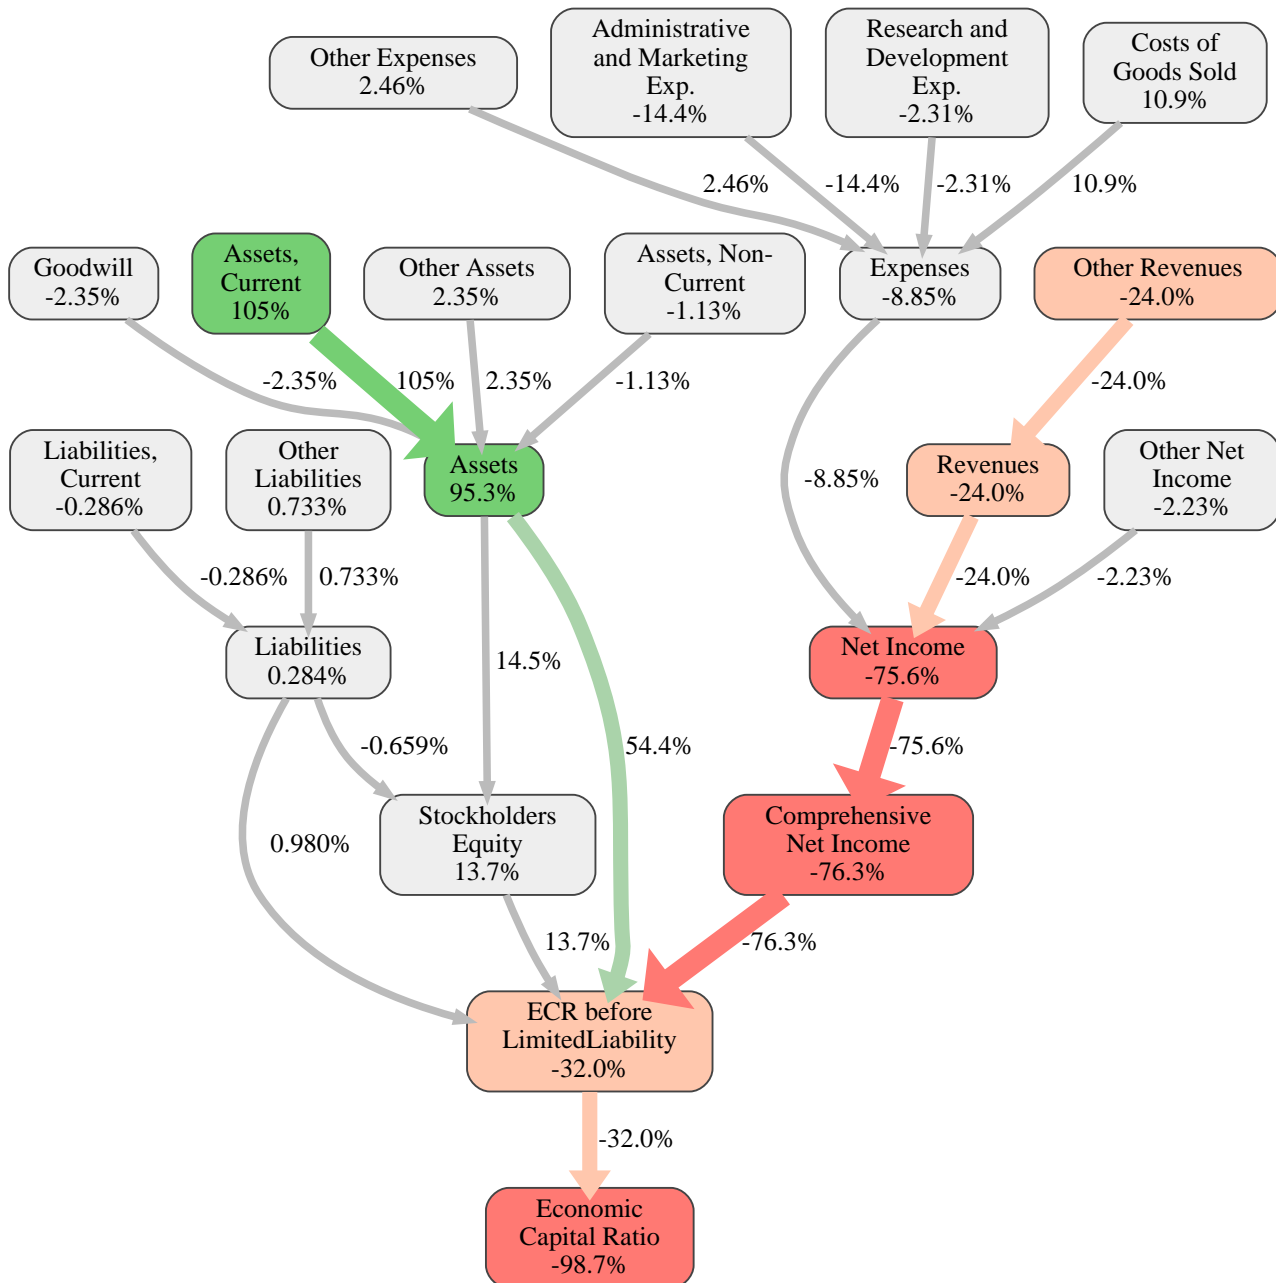 Other Expenses
2.46%
Administrative
and Marketing
Exp.
-14.4%
Research and
Development
Exp.
-2.31%
Costs of
Goods Sold
10.9%
2.46%
-14.4%
-2.31%
10.9%
Goodwill
-2.35%
Assets,
Current
105%
Other Assets
2.35%
Assets, Non-
Current
-1.13%
Expenses
-8.85%
Other Revenues
-24.0%
-2.35%
105%
2.35%
-1.13%
-24.0%
Liabilities,
Current
-0.286%
Other
Liabilities
0.733%
Assets
95.3%
-8.85%
Revenues
-24.0%
Other Net
Income
-2.23%
-0.286%
0.733%
-24.0%
-2.23%
Liabilities
0.284%
14.5%
Net Income
-75.6%
-0.659%
54.4%
-75.6%
0.980%
Stockholders
Equity
13.7%
Comprehensive
Net Income
-76.3%
13.7%
-76.3%
ECR before
LimitedLiability
-32.0%
-32.0%
Economic
Capital Ratio
-98.7%